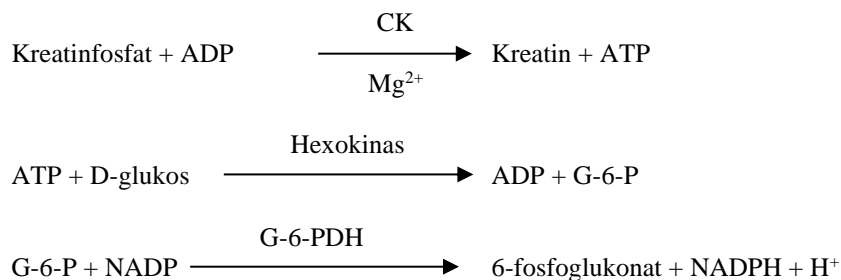 CK
Kreatinfosfat + ADP Kreatin + ATP
Mg²⁺
Hexokinas
ATP + D-glukos ADP + G-6-P
G-6-PDH
G-6-P + NADP 6-fosfoglukonat + NADPH + H⁺